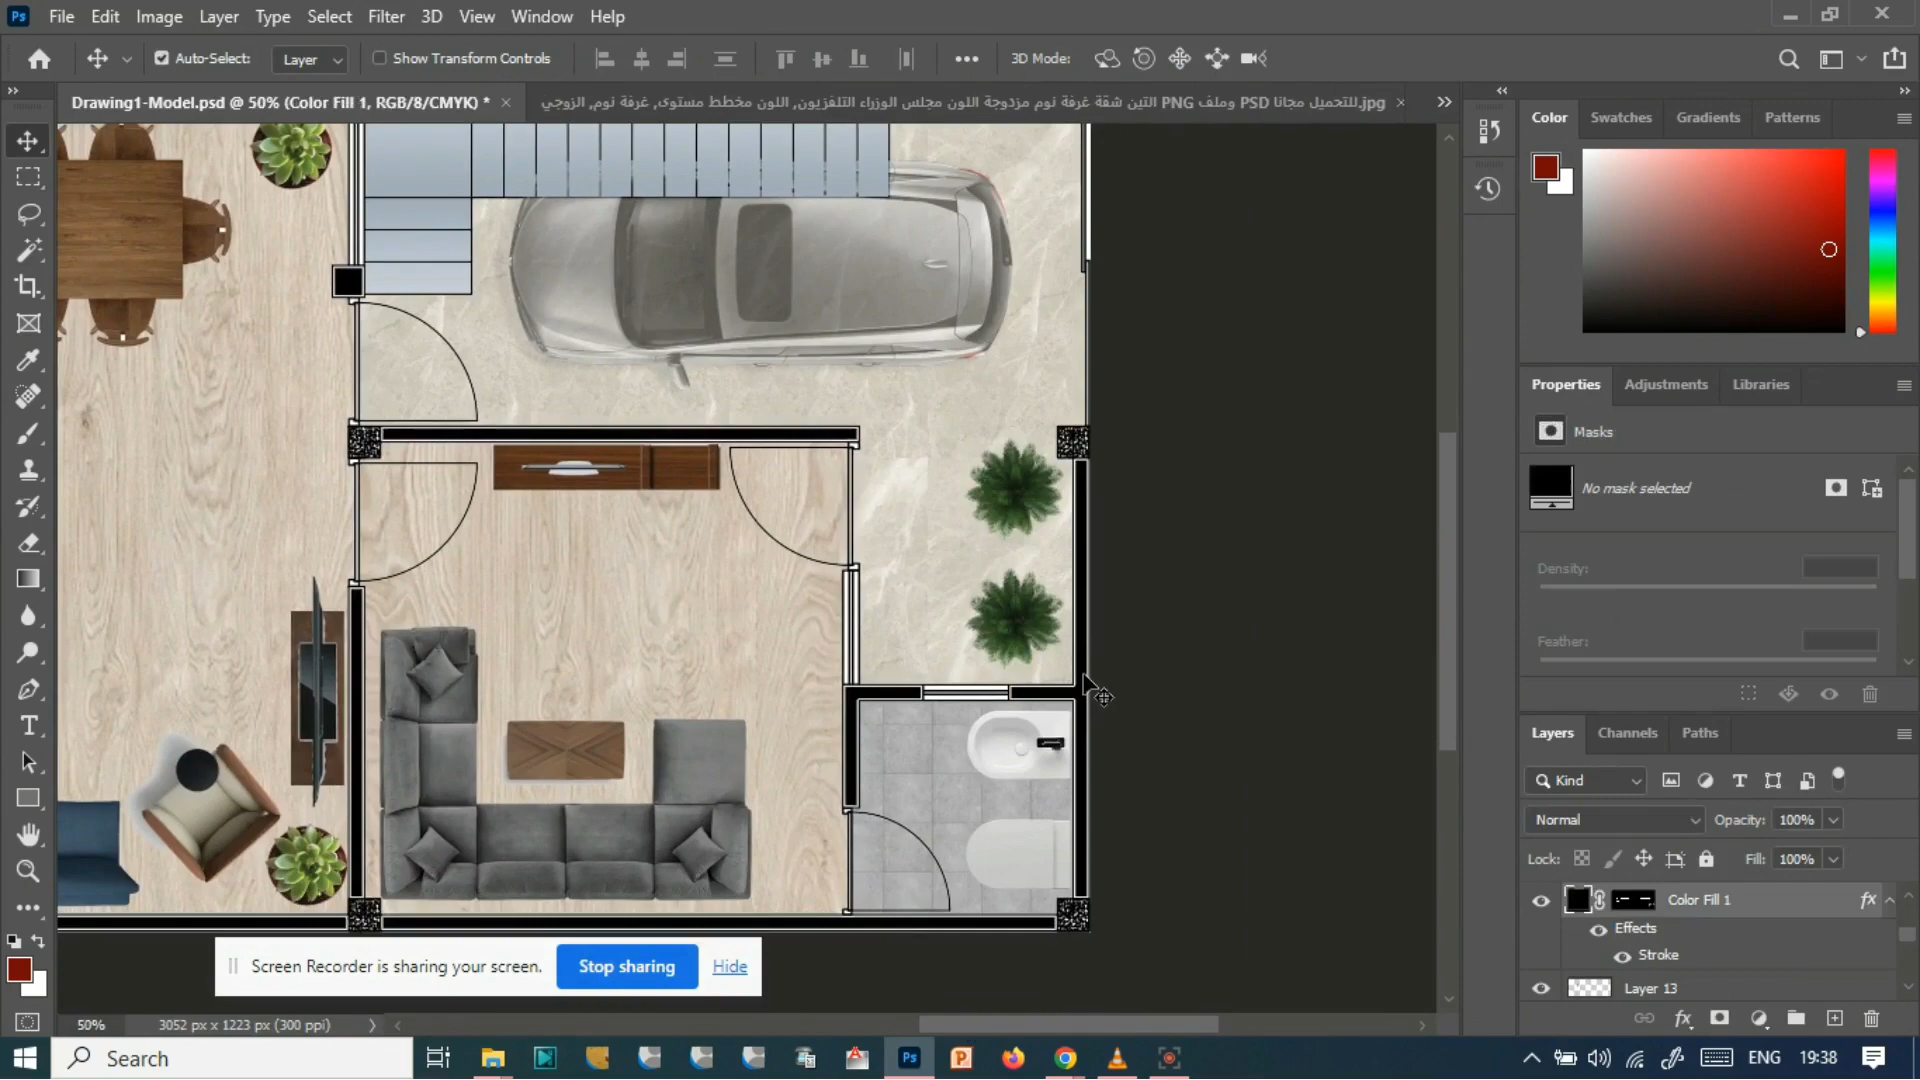 Ps File Edit Image Layer Type Select Filter 3D View Window Help
Auto-Select: Layer Show Transform Controls 3D Mode:
Drawing1-Model.psd @ 50% (Color Fill 1, RGB/8/CMYK) *
للتحميل مجانا PSD وملف PNG التين شقة غرفة نوم مزدوجة اللون مجلس الوزراء التلفزيون, اللون مخطط مستوى, غرفة نوم, الزوجي.jpg
Color Swatches Gradients Patterns
Properties Adjustments Libraries
Masks
No mask selected
Density:
Feather:
Layers Channels Paths
Kind
Normal Opacity: 100%
Lock: Fill: 100%
Color Fill 1 fx
Effects
Stroke
Layer 13
fx
Screen Recorder is sharing your screen. Stop sharing Hide
50% 3052 px x 1223 px (300 ppi)
Search Ps ENG 19:38